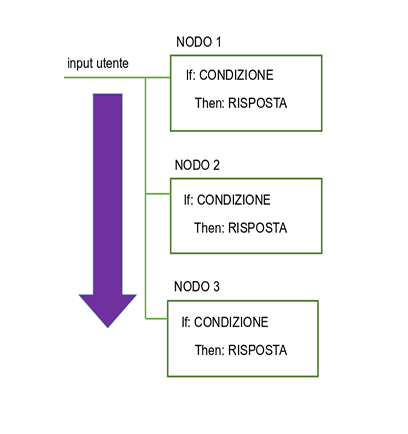 NODO 1
input utente
If: CONDIZIONE
Then: RISPOSTA
NODO 2
If: CONDIZIONE
Then: RISPOSTA
NODO 3
If: CONDIZIONE
Then: RISPOSTA